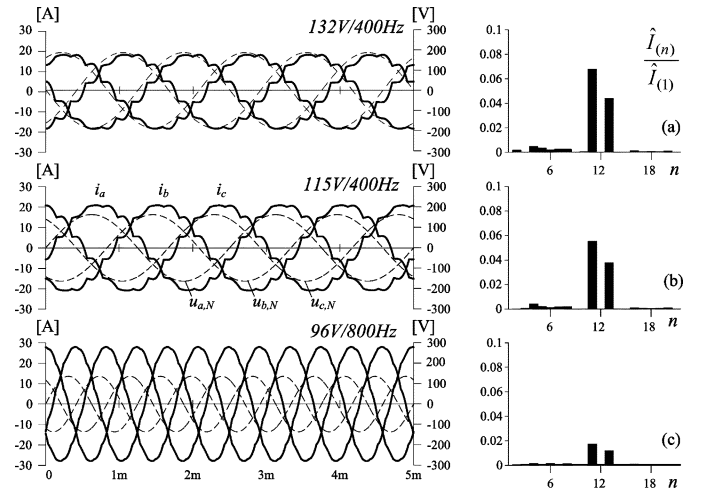 [A] 132V/400Hz [V]
30 300
20 200
10 100
0 0
-10 -100
-20 -200
-30 -300
0.1
0.08
0.06
0.04
0.02
0
6 12 18 n
Î(n)
Î(1)
(a)
[A] 115V/400Hz [V]
30 300
20 200
10 100
0 0
-10 -100
-20 -200
-30 -300
ia ib ic
ua,N ub,N uc,N
0.1
0.08
0.06
0.04
0.02
0
6 12 18 n
(b)
[A] 96V/800Hz [V]
30 300
20 200
10 100
0 0
-10 -100
-20 -200
-30 -300
0 1m 2m 3m 4m 5m
0.1
0.08
0.06
0.04
0.02
0
6 12 18 n
(c)